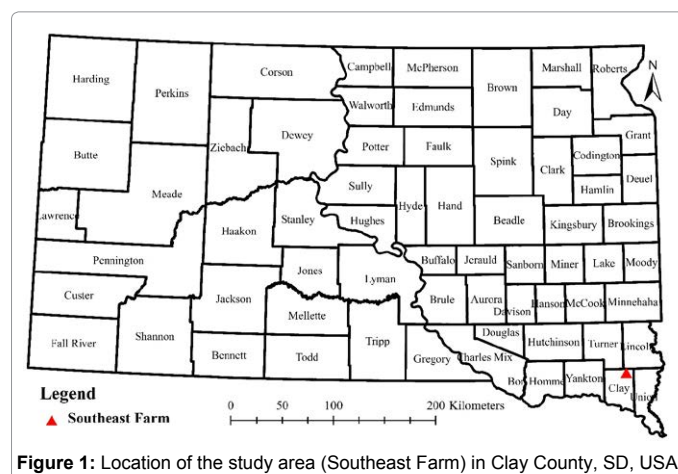 Harding
Perkins
Corson
Campbell
McPherson
Brown
Marshall
Roberts
N
Walworth
Edmunds
Day
Butte
Ziebach
Dewey
Potter
Faulk
Spink
Clark
Codington
Grant
Hamlin
Deuel
Meade
Sully
Hyde
Hand
Lawrence
Haakon
Stanley
Hughes
Beadle
Kingsbury
Brookings
Pennington
Jones
Lyman
Buffalo
Jerauld
Sanborn
Miner
Lake
Moody
Custer
Jackson
Brule
Aurora
Davison
Hanson
McCook
Minnehaha
Mellette
Fall River
Shannon
Bennett
Todd
Tripp
Gregory
Charles Mix
Douglas
Hutchinson
Turner
Lincoln
Bon Homme
Yankton
Clay
Union
Legend
Southeast Farm
0 50 100 200 Kilometers
Figure 1: Location of the study area (Southeast Farm) in Clay County, SD, USA